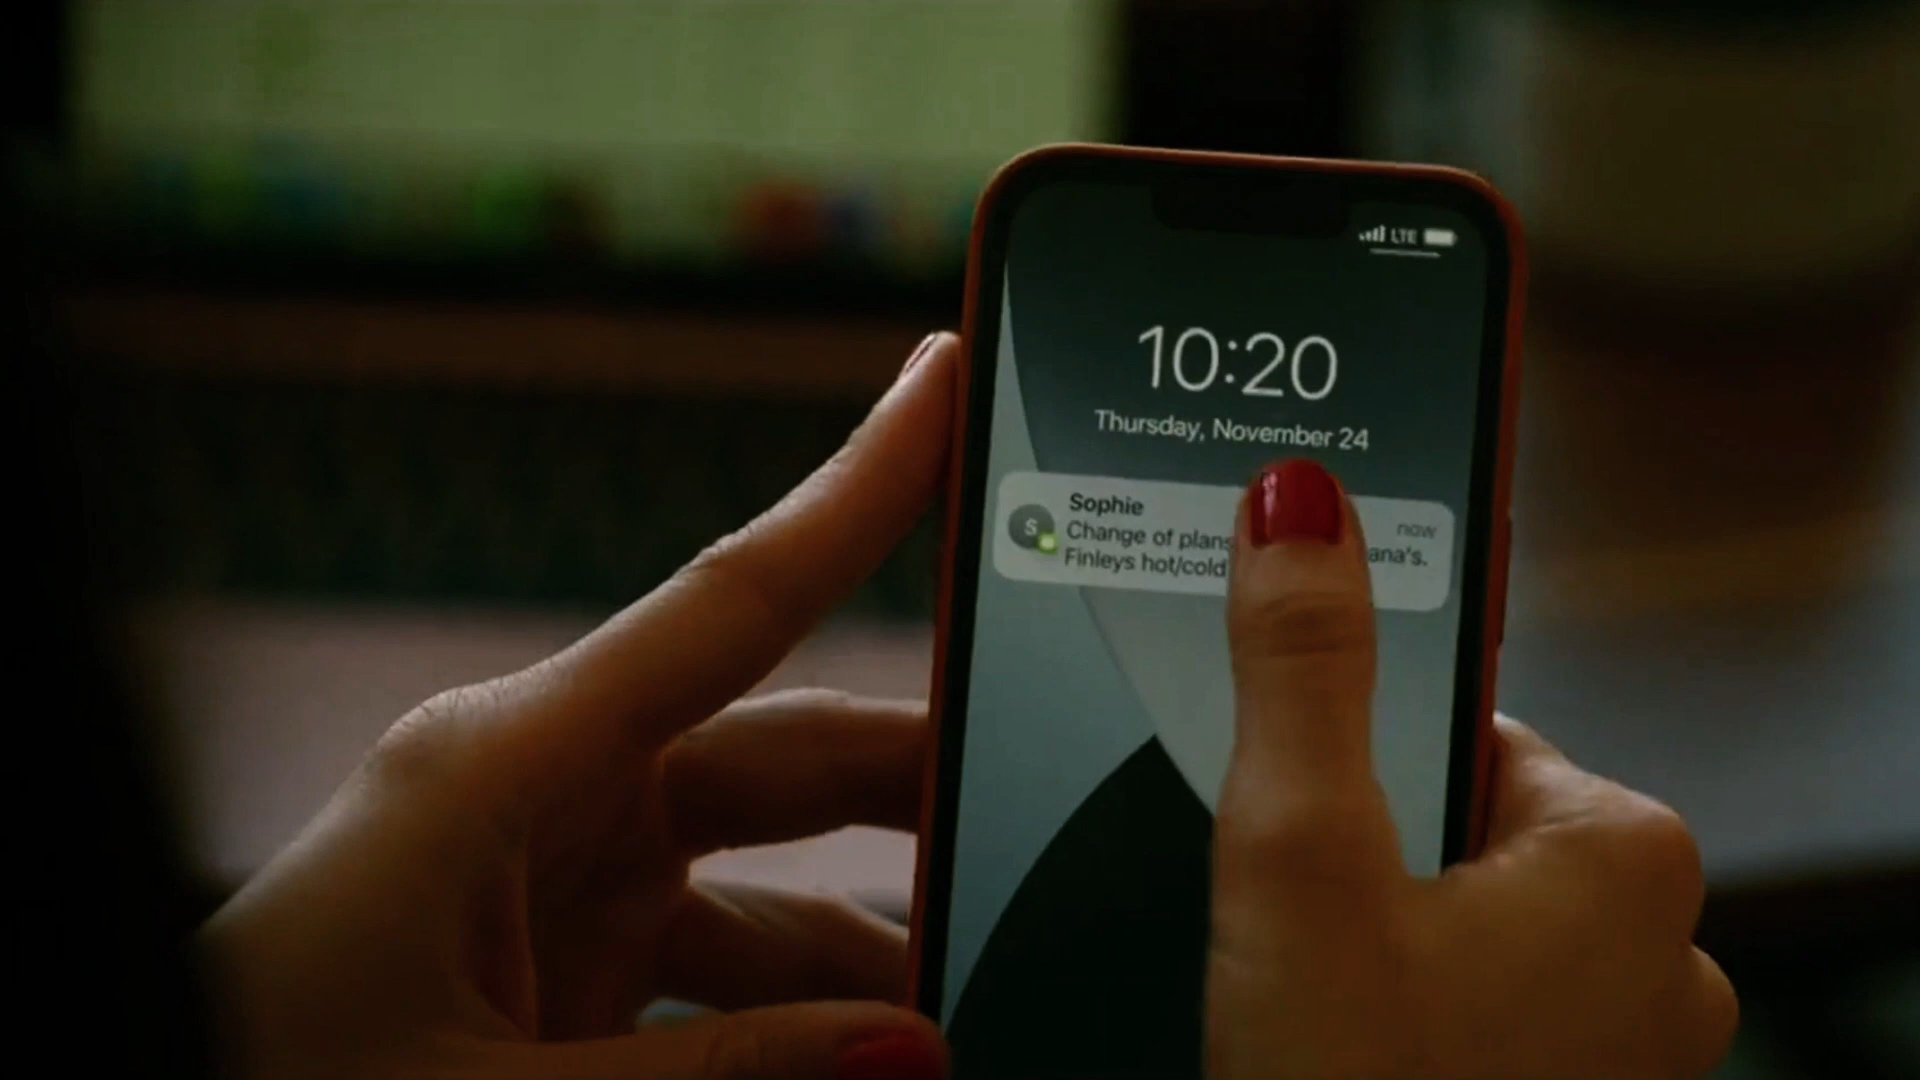 LTE
10:20
Thursday, November 24
S
Sophie
now
Change of plans ana's.
Finleys hot/cold